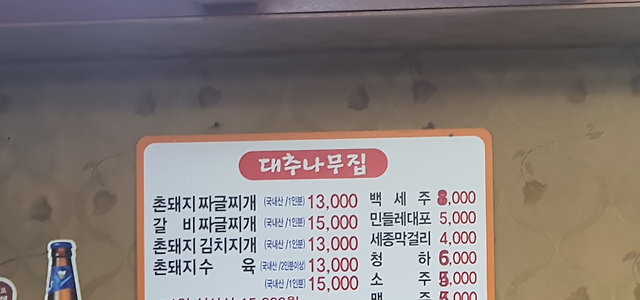 대추나무집
촌돼지짜글찌개 (국내산/1인분) 13,000
갈 비짜글찌개 (국내산/1인분) 15,000
촌돼지김치찌개 (국내산/1인분) 13,000
촌돼지수 육 (국내산/2인분이상) 13,000
(국내산/1인분) 15,000
백 세 주 8,000
민들레대포 5,000
세종막걸리 4,000
청 하 6,000
소 주 5,000
맥 주